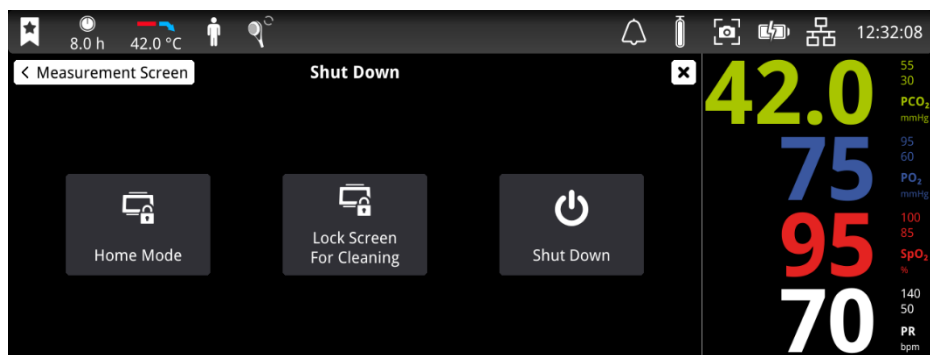 8.0 h
42.0 °C
12:32:08
< Measurement Screen
Shut Down
Home Mode
Lock Screen
For Cleaning
Shut Down
42.0
55
30
PCO₂
mmHg
75
95
60
PO₂
mmHg
95
100
85
SpO₂
%
70
140
50
PR
bpm